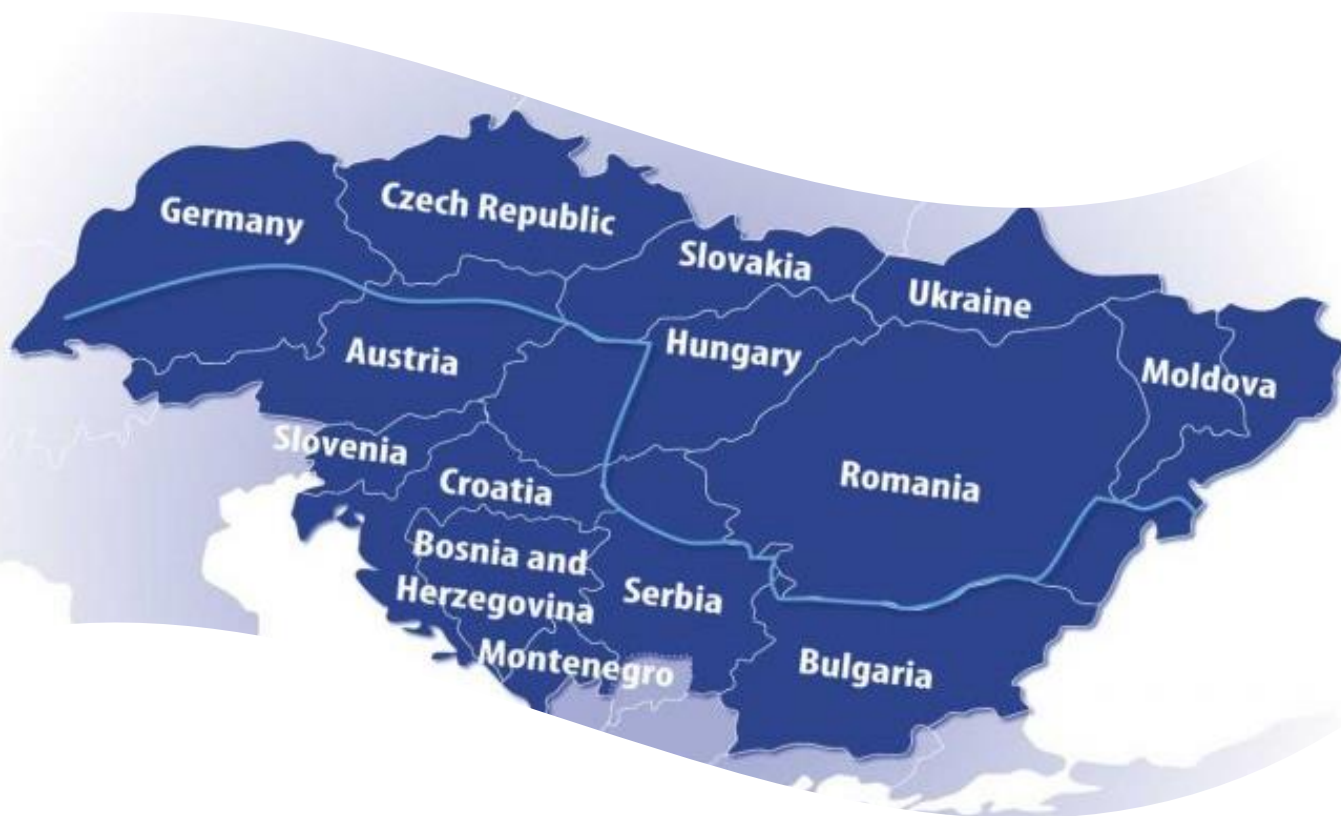 Germany
Czech Republic
Slovakia
Ukraine
Austria
Hungary
Moldova
Slovenia
Croatia
Romania
Bosnia and
Herzegovina
Serbia
Montenegro
Bulgaria